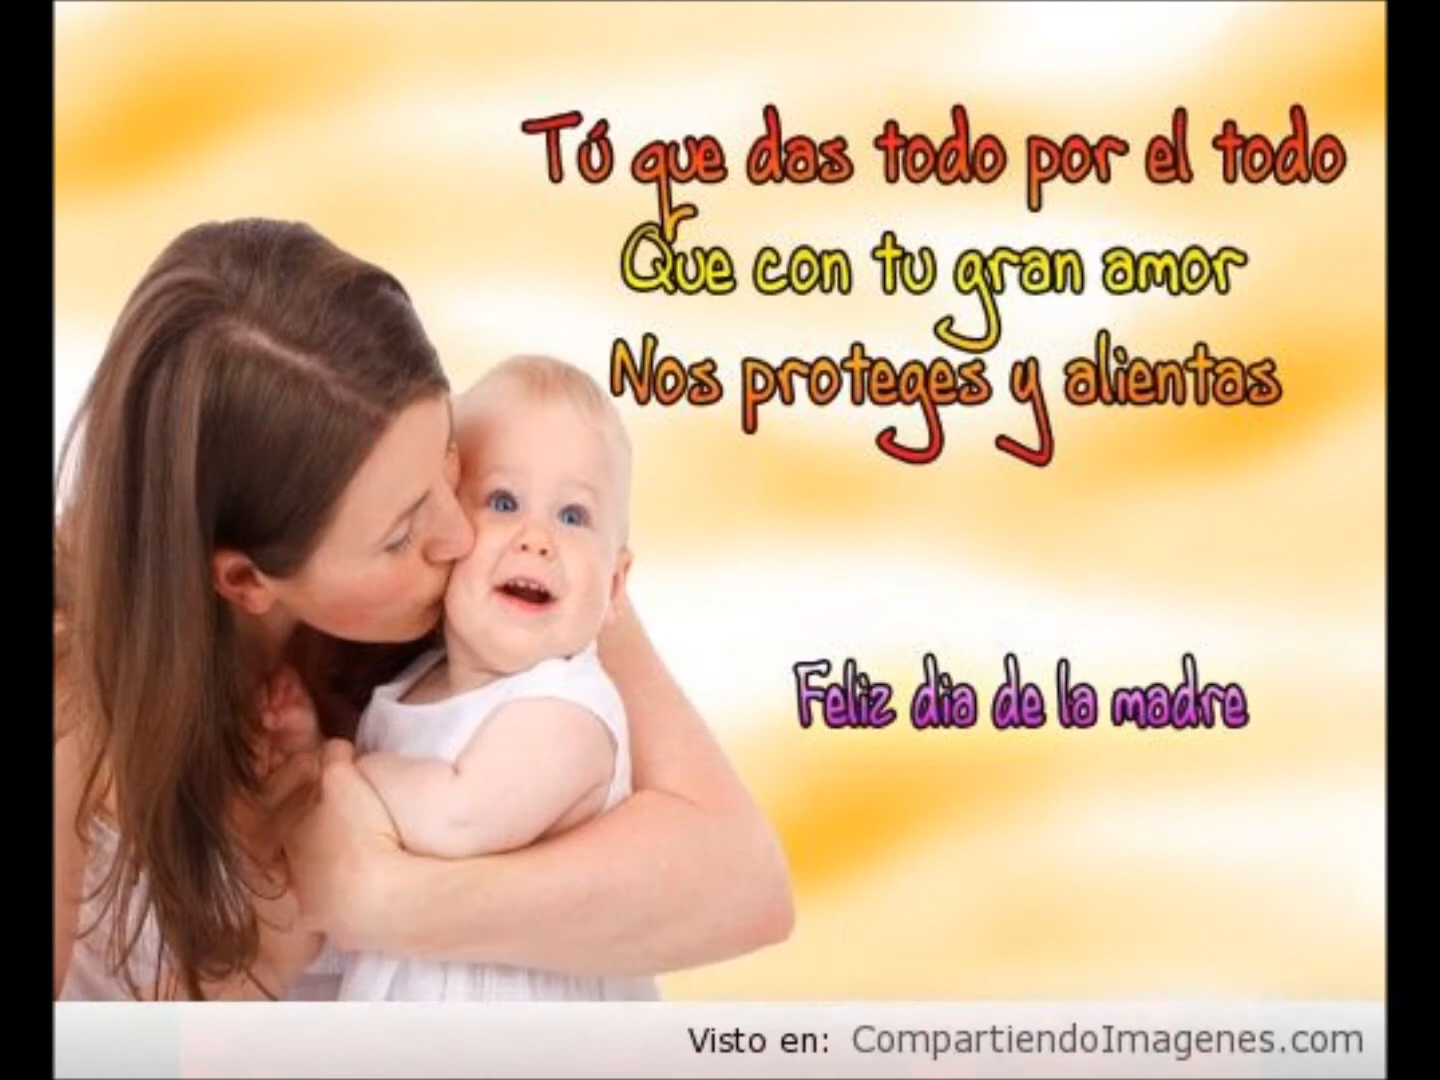 Tú que das todo por el todo
Que con tu gran amor
Nos proteges y alientas
Feliz dia de la madre
Visto en: CompartiendoImagenes.com